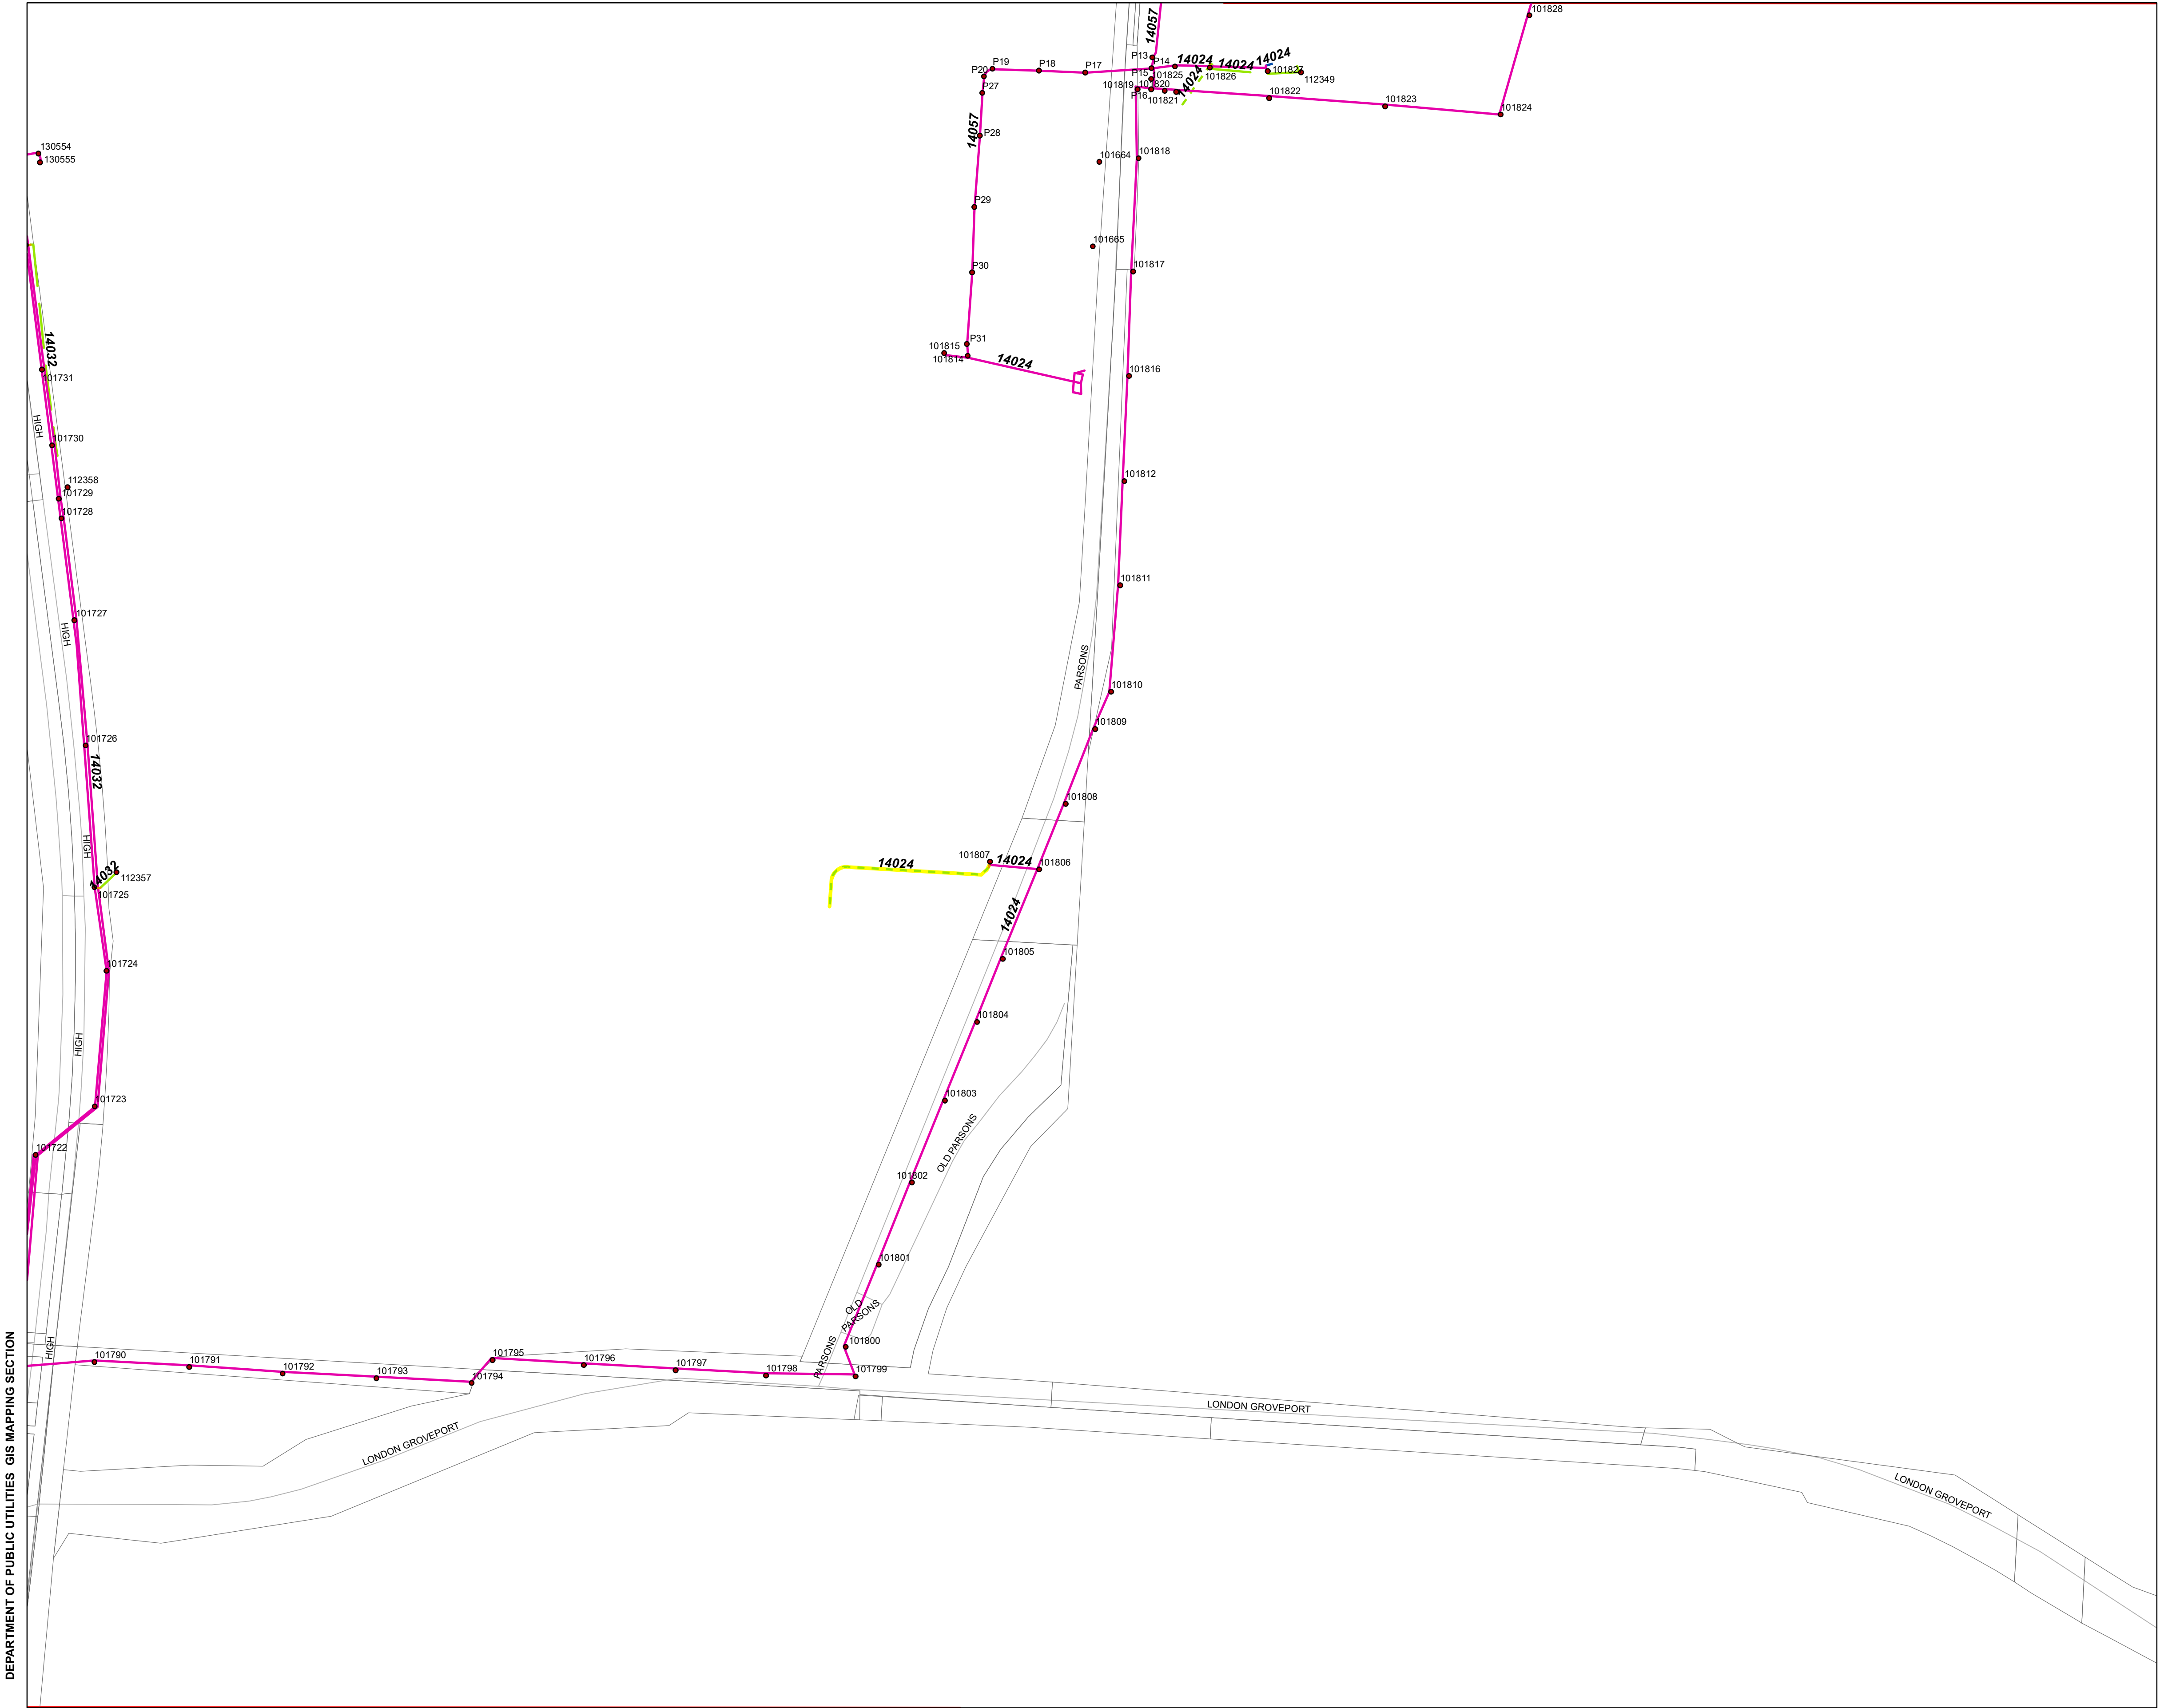 101828
14057
P13
P14
14024
14024
14024
P19
P18
P17
P20
P15
101825
101826
101827
112349
P27
101819
101820
14024
P16
101821
101822
101823
101824
14057
P28
130554
130555
101664
101818
P29
101665
P30
101817
14032
P31
101815
101814
14024
101731
101816
HIGH
101730
112358
101729
101728
101812
101811
101727
HIGH
PARSONS
101810
101809
101726
14032
101808
HIGH
14032
112357
101725
14024
101807
14024
101806
14024
101805
101724
101804
HIGH
101723
101803
OLD PARSONS
101722
101802
101801
OLD
PARSONS
101800
PARSONS
HIGH
101790
101791
101792
101793
101794
101795
101796
101797
101798
101799
LONDON GROVEPORT
LONDON GROVEPORT
LONDON GROVEPORT
DEPARTMENT OF PUBLIC UTILITIES GIS MAPPING SECTION